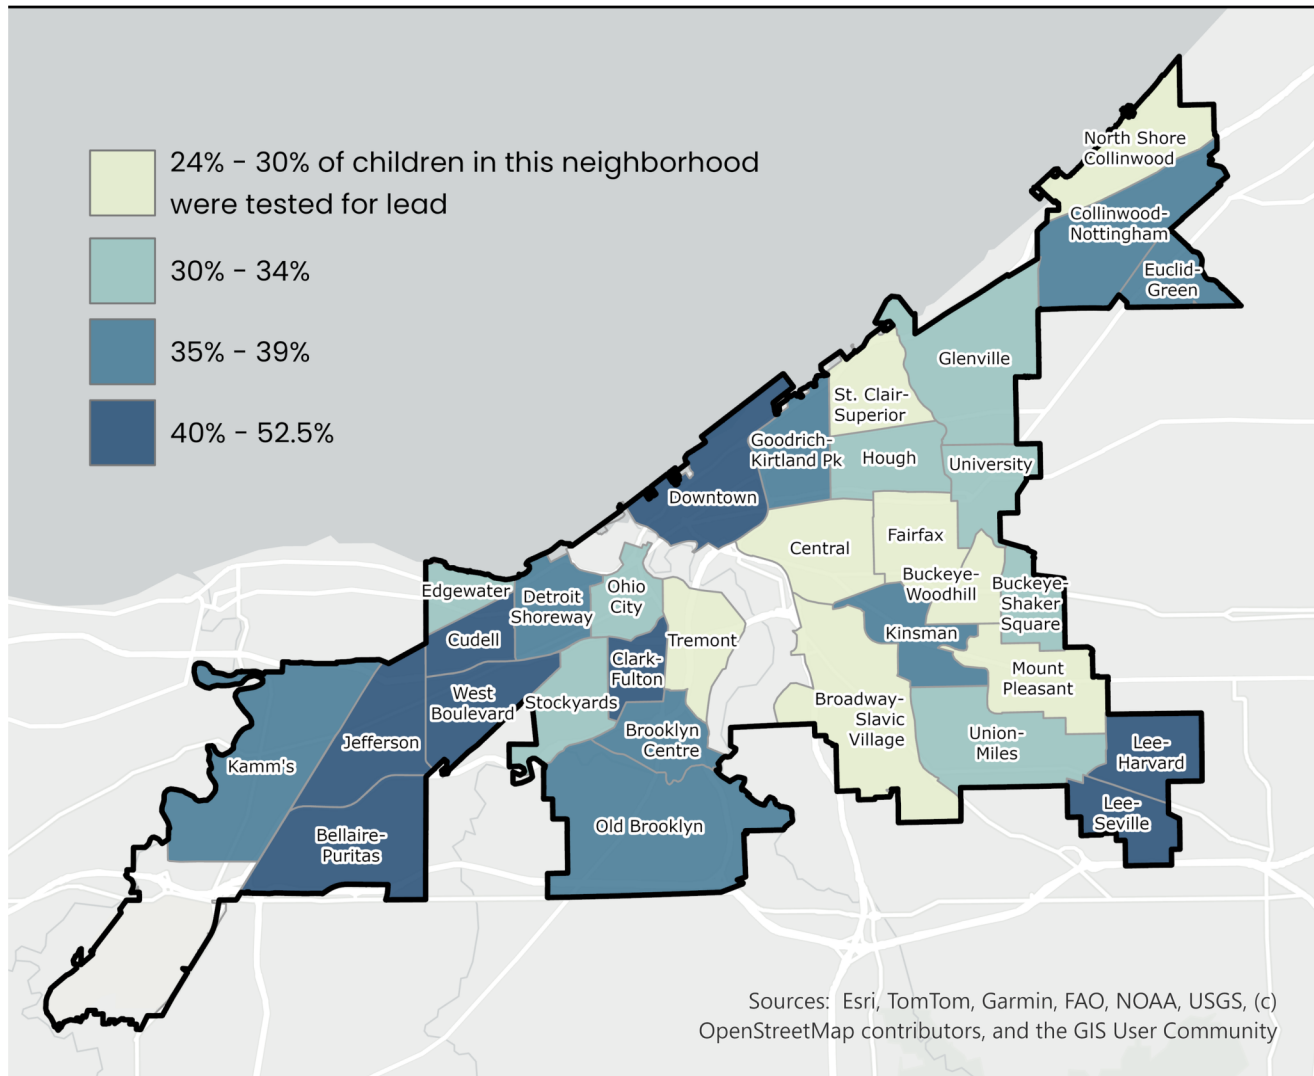 24% - 30% of children in this neighborhood
were tested for lead
30% - 34%
35% - 39%
40% - 52.5%
North Shore
Collinwood
Collinwood-
Nottingham
Euclid-
Green
Glenville
St. Clair-
Superior
Goodrich-
Kirtland Pk
Hough
University
Downtown
Central
Fairfax
Buckeye-
Woodhill
Buckeye-
Shaker
Square
Edgewater
Detroit
Shoreway
Ohio
City
Cudell
Clark-
Fulton
Tremont
Kinsman
Mount
Pleasant
West
Boulevard
Stockyards
Broadway-
Slavic
Village
Brooklyn
Centre
Union-
Miles
Lee-
Harvard
Jefferson
Kamm's
Lee-
Seville
Bellaire-
Puritas
Old Brooklyn
Sources: Esri, TomTom, Garmin, FAO, NOAA, USGS, (c)
OpenStreetMap contributors, and the GIS User Community